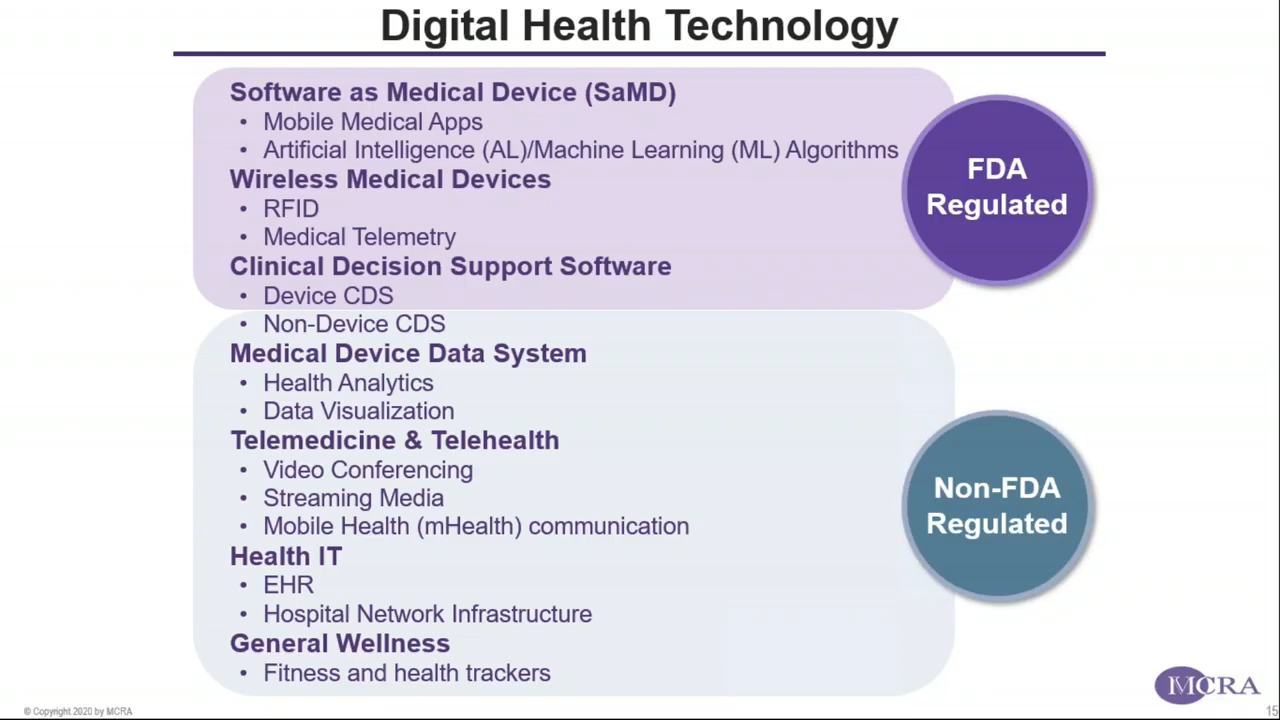 Digital Health Technology
Software as Medical Device (SaMD)
• Mobile Medical Apps
• Artificial Intelligence (AL)/Machine Learning (ML) Algorithms
Wireless Medical Devices
• RFID
• Medical Telemetry
Clinical Decision Support Software
• Device CDS
• Non-Device CDS
Medical Device Data System
• Health Analytics
• Data Visualization
Telemedicine & Telehealth
• Video Conferencing
• Streaming Media
• Mobile Health (mHealth) communication
Health IT
• EHR
• Hospital Network Infrastructure
General Wellness
• Fitness and health trackers
FDA
Regulated
Non-FDA
Regulated
MCRA
© Copyright 2020 by MCRA
15